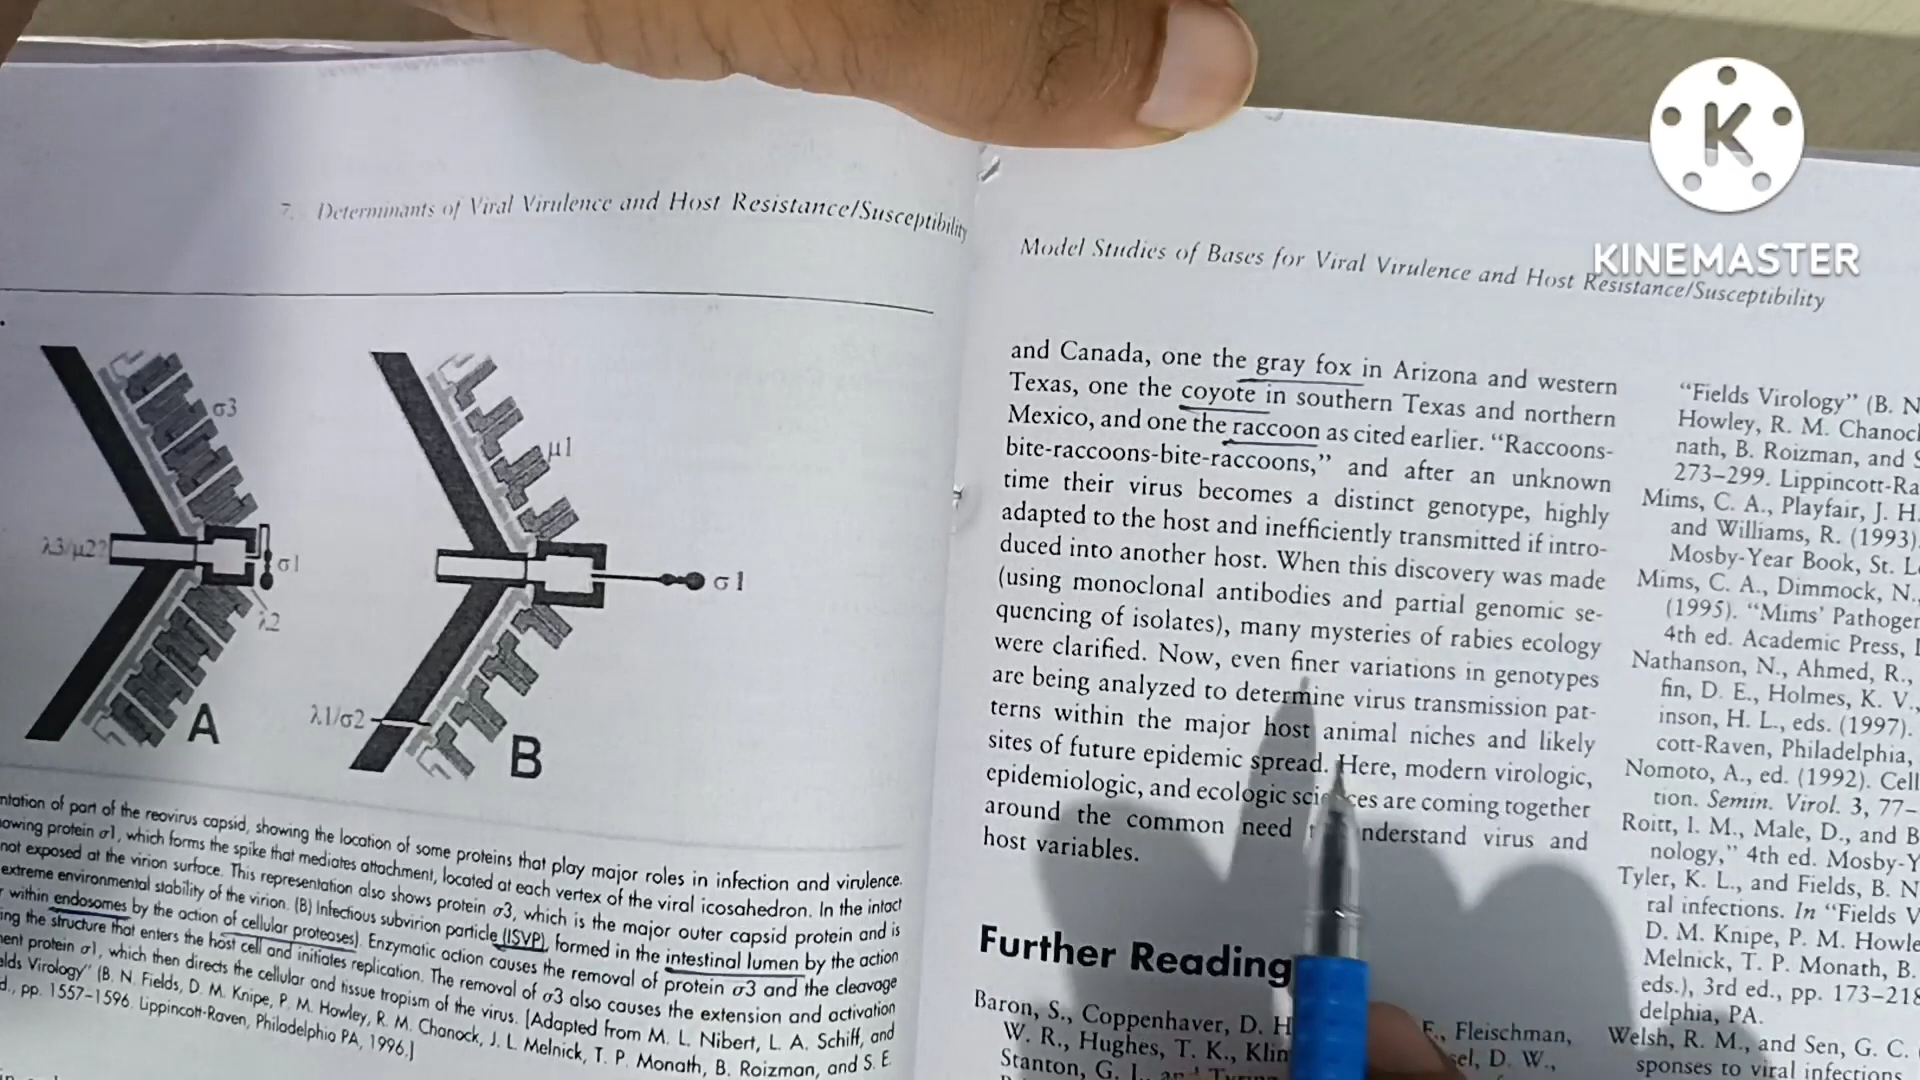 7. Determinants of Viral Virulence and Host Resistance/Susceptibility
σ3
λ3/μ2?
σ1
λ2
A
μ1
σ1
λ1/σ2
B
ntation of part of the reovirus capsid, showing the location of some proteins that play major roles in infection and virulence.
owing protein σ1, which forms the spike that mediates attachment, located at each vertex of the viral icosahedron. In the intact
not exposed at the virion surface. This representation also shows protein σ3, which is the major outer capsid protein and is
extreme environmental stability of the virion. (B) Infectious subvirion particle (ISVP), formed in the intestinal lumen by the action
r within endosomes by the action of cellular proteases). Enzymatic action causes the removal of protein σ3 and the cleavage
ing the structure that enters the host cell and initiates replication. The removal of σ3 also causes the extension and activation
ment protein σ1, which then directs the cellular and tissue tropism of the virus. [Adapted from M. L. Nibert, L. A. Schiff, and
elds Virology" (B. N. Fields, D. M. Knipe, P. M. Howley, R. M. Chanock, J. L. Melnick, T. P. Monath, B. Roizman, and S. E.
d., pp. 1557–1596. Lippincott-Raven, Philadelphia PA, 1996.]
KINEMASTER
Model Studies of Bases for Viral Virulence and Host Resistance/Susceptibility
and Canada, one the gray fox in Arizona and western
Texas, one the coyote in southern Texas and northern
Mexico, and one the raccoon as cited earlier. "Raccoons-
bite-raccoons-bite-raccoons," and after an unknown
time their virus becomes a distinct genotype, highly
adapted to the host and inefficiently transmitted if intro-
duced into another host. When this discovery was made
(using monoclonal antibodies and partial genomic se-
quencing of isolates), many mysteries of rabies ecology
were clarified. Now, even finer variations in genotypes
are being analyzed to determine virus transmission pat-
terns within the major host animal niches and likely
sites of future epidemic spread. Here, modern virologic,
epidemiologic, and ecologic sci ces are coming together
around the common need nderstand virus and
host variables.
Further Reading
Baron, S., Coppenhaver, D. H
W. R., Hughes, T. K., Klin
Stanton, G. J., and
Fleischman,
sel, D. W.,
"Fields Virology" (B. N
Howley, R. M. Chanoc
nath, B. Roizman, and S
273–299. Lippincott-Ra
Mims, C. A., Playfair, J. H.
and Williams, R. (1993).
Mosby-Year Book, St. L
Mims, C. A., Dimmock, N.,
(1995). "Mims' Pathoge
4th ed. Academic Press, L
Nathanson, N., Ahmed, R.,
fin, D. E., Holmes, K. V.,
inson, H. L., eds. (1997).
cott-Raven, Philadelphia,
Nomoto, A., ed. (1992). Cell
tion. Semin. Virol. 3, 77–
Roitt, I. M., Male, D., and B
nology," 4th ed. Mosby-Y
Tyler, K. L., and Fields, B. N
ral infections. In "Fields V
D. M. Knipe, P. M. Howle
Melnick, T. P. Monath, B.
eds.), 3rd ed., pp. 173–218
delphia, PA.
Welsh, R. M., and Sen, G. C.
sponses to viral infections